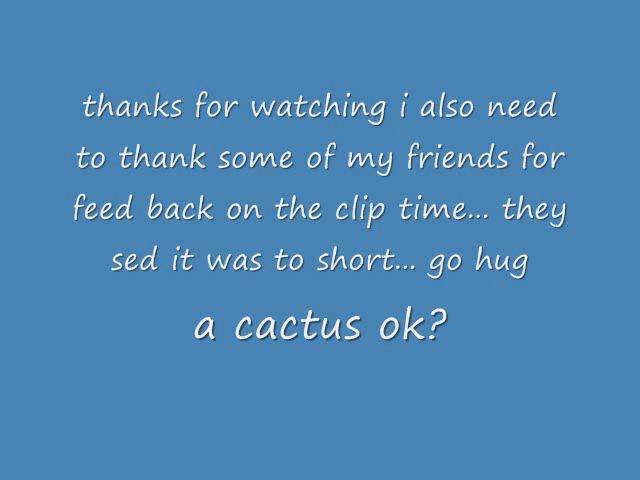 thanks for watching i also need
to thank some of my friends for
feed back on the clip time... they
sed it was to short... go hug
a cactus ok?